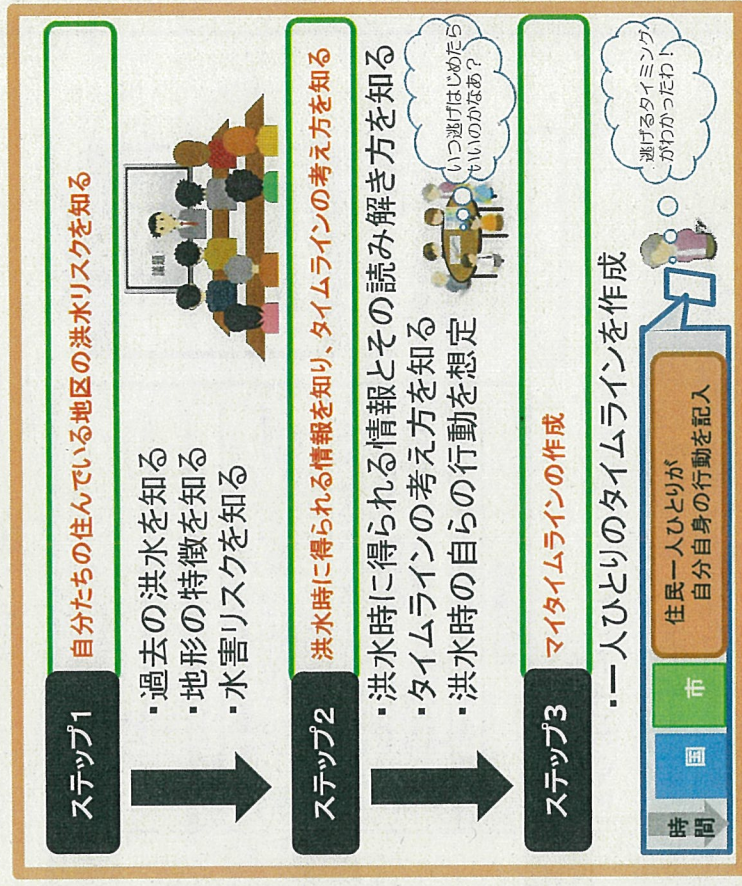 ステップ1
自分たちの住んでいる地区の洪水リスクを知る
・過去の洪水を知る
・地形の特徴を知る
・水害リスクを知る
議題
ステップ2
洪水時に得られる情報を知り、タイムラインの考え方を知る
・洪水時に得られる情報とその読み解き方を知る
・タイムラインの考え方を知る
・洪水時の自らの行動を想定
いつ逃げはじめたら
いいのかなあ?
ステップ3
マイタイムラインの作成
・一人ひとりのタイムラインを作成
時間
国
市
住民一人ひとりが
自分自身の行動を記入
逃げるタイミング
がわかったわ!